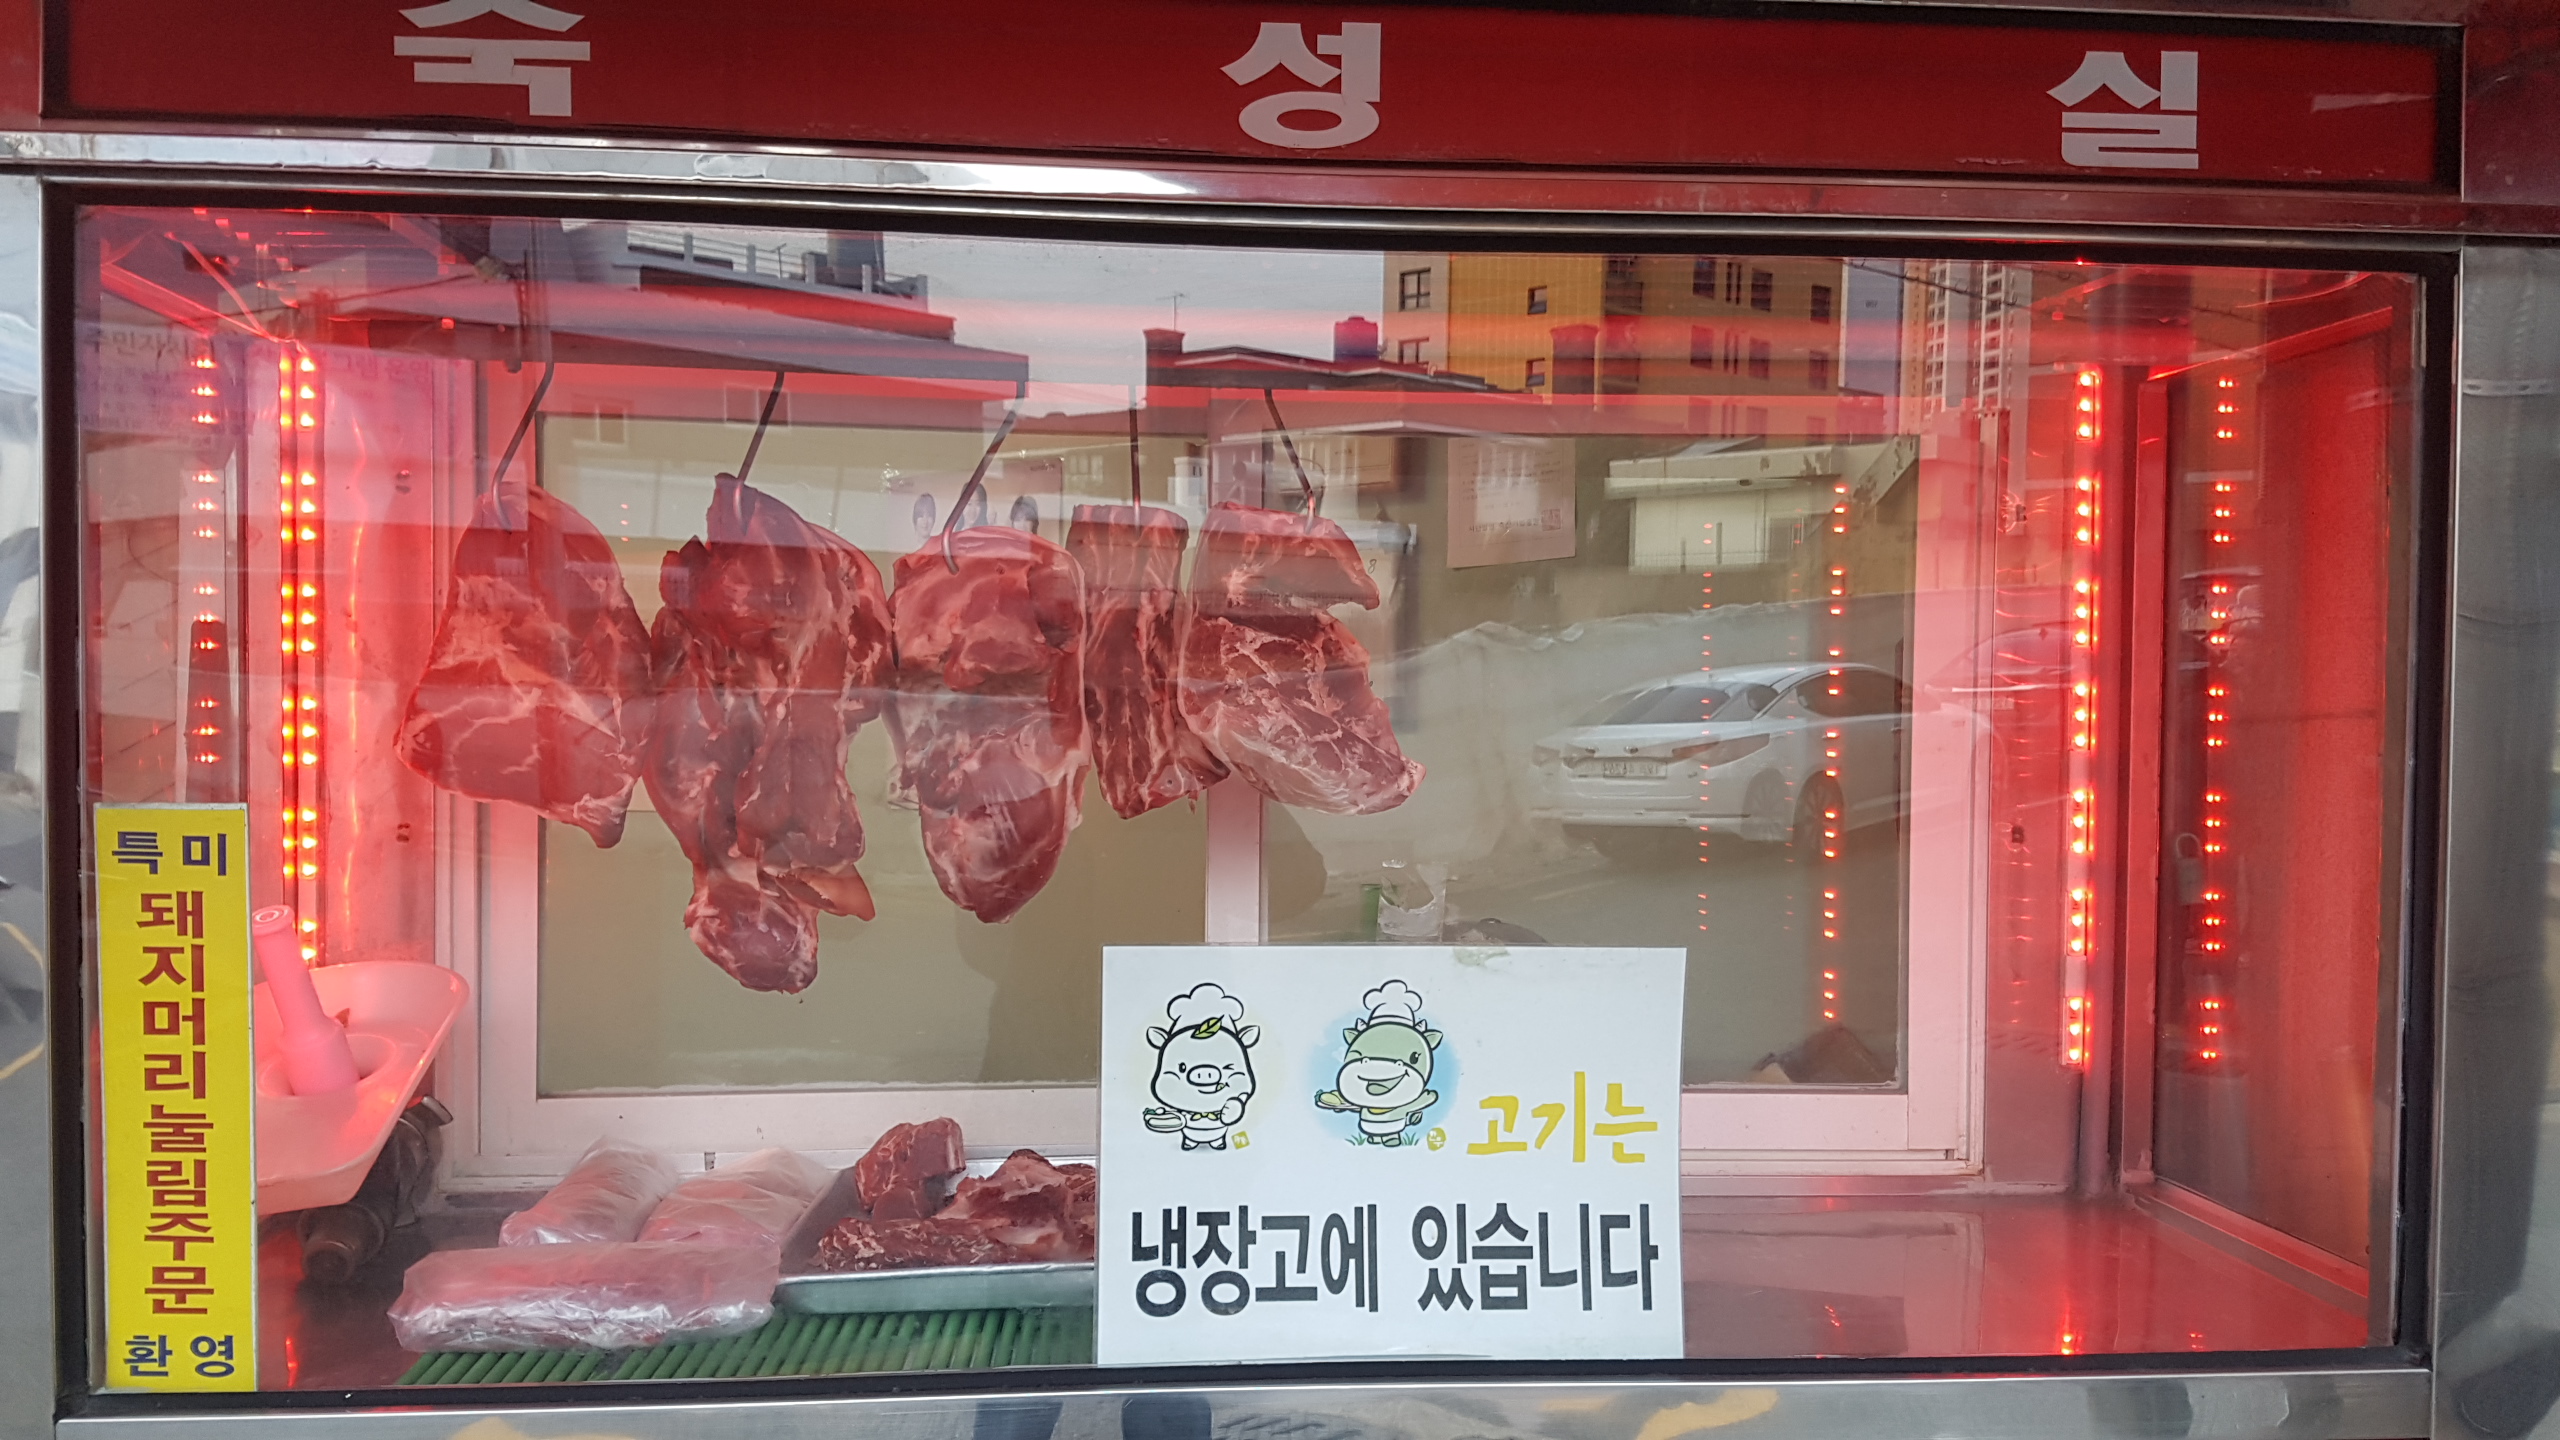 숙 성 실
특 미
돼지머리눌림주문
환 영
고기는
냉장고에 있습니다